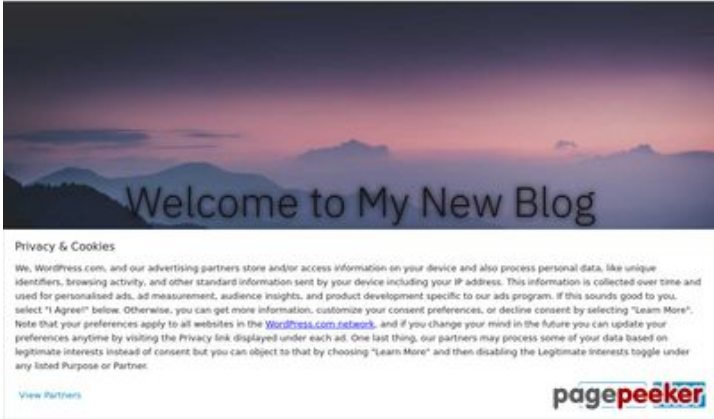 Welcome to My New Blog
Privacy & Cookies
We, WordPress.com, and our advertising partners store and/or access information on your device and also process personal data, like unique
identifiers, browsing activity, and other standard information sent by your device including your IP address. This information is collected over time and
used for personalised ads, ad measurement, audience insights, and product development specific to our ads program. If this sounds good to you,
select "I Agree!" below. Otherwise, you can get more information, customize your consent preferences, or decline consent by selecting "Learn More".
Note that your preferences apply to all websites in the WordPress.com network, and if you change your mind in the future you can update your
preferences anytime by visiting the Privacy link displayed under each ad. One last thing, our partners may process some of your data based on
legitimate interests instead of consent but you can object to that by choosing "Learn More" and then disabling the Legitimate Interests toggle under
any listed Purpose or Partner.
View Partners
pagepeeker